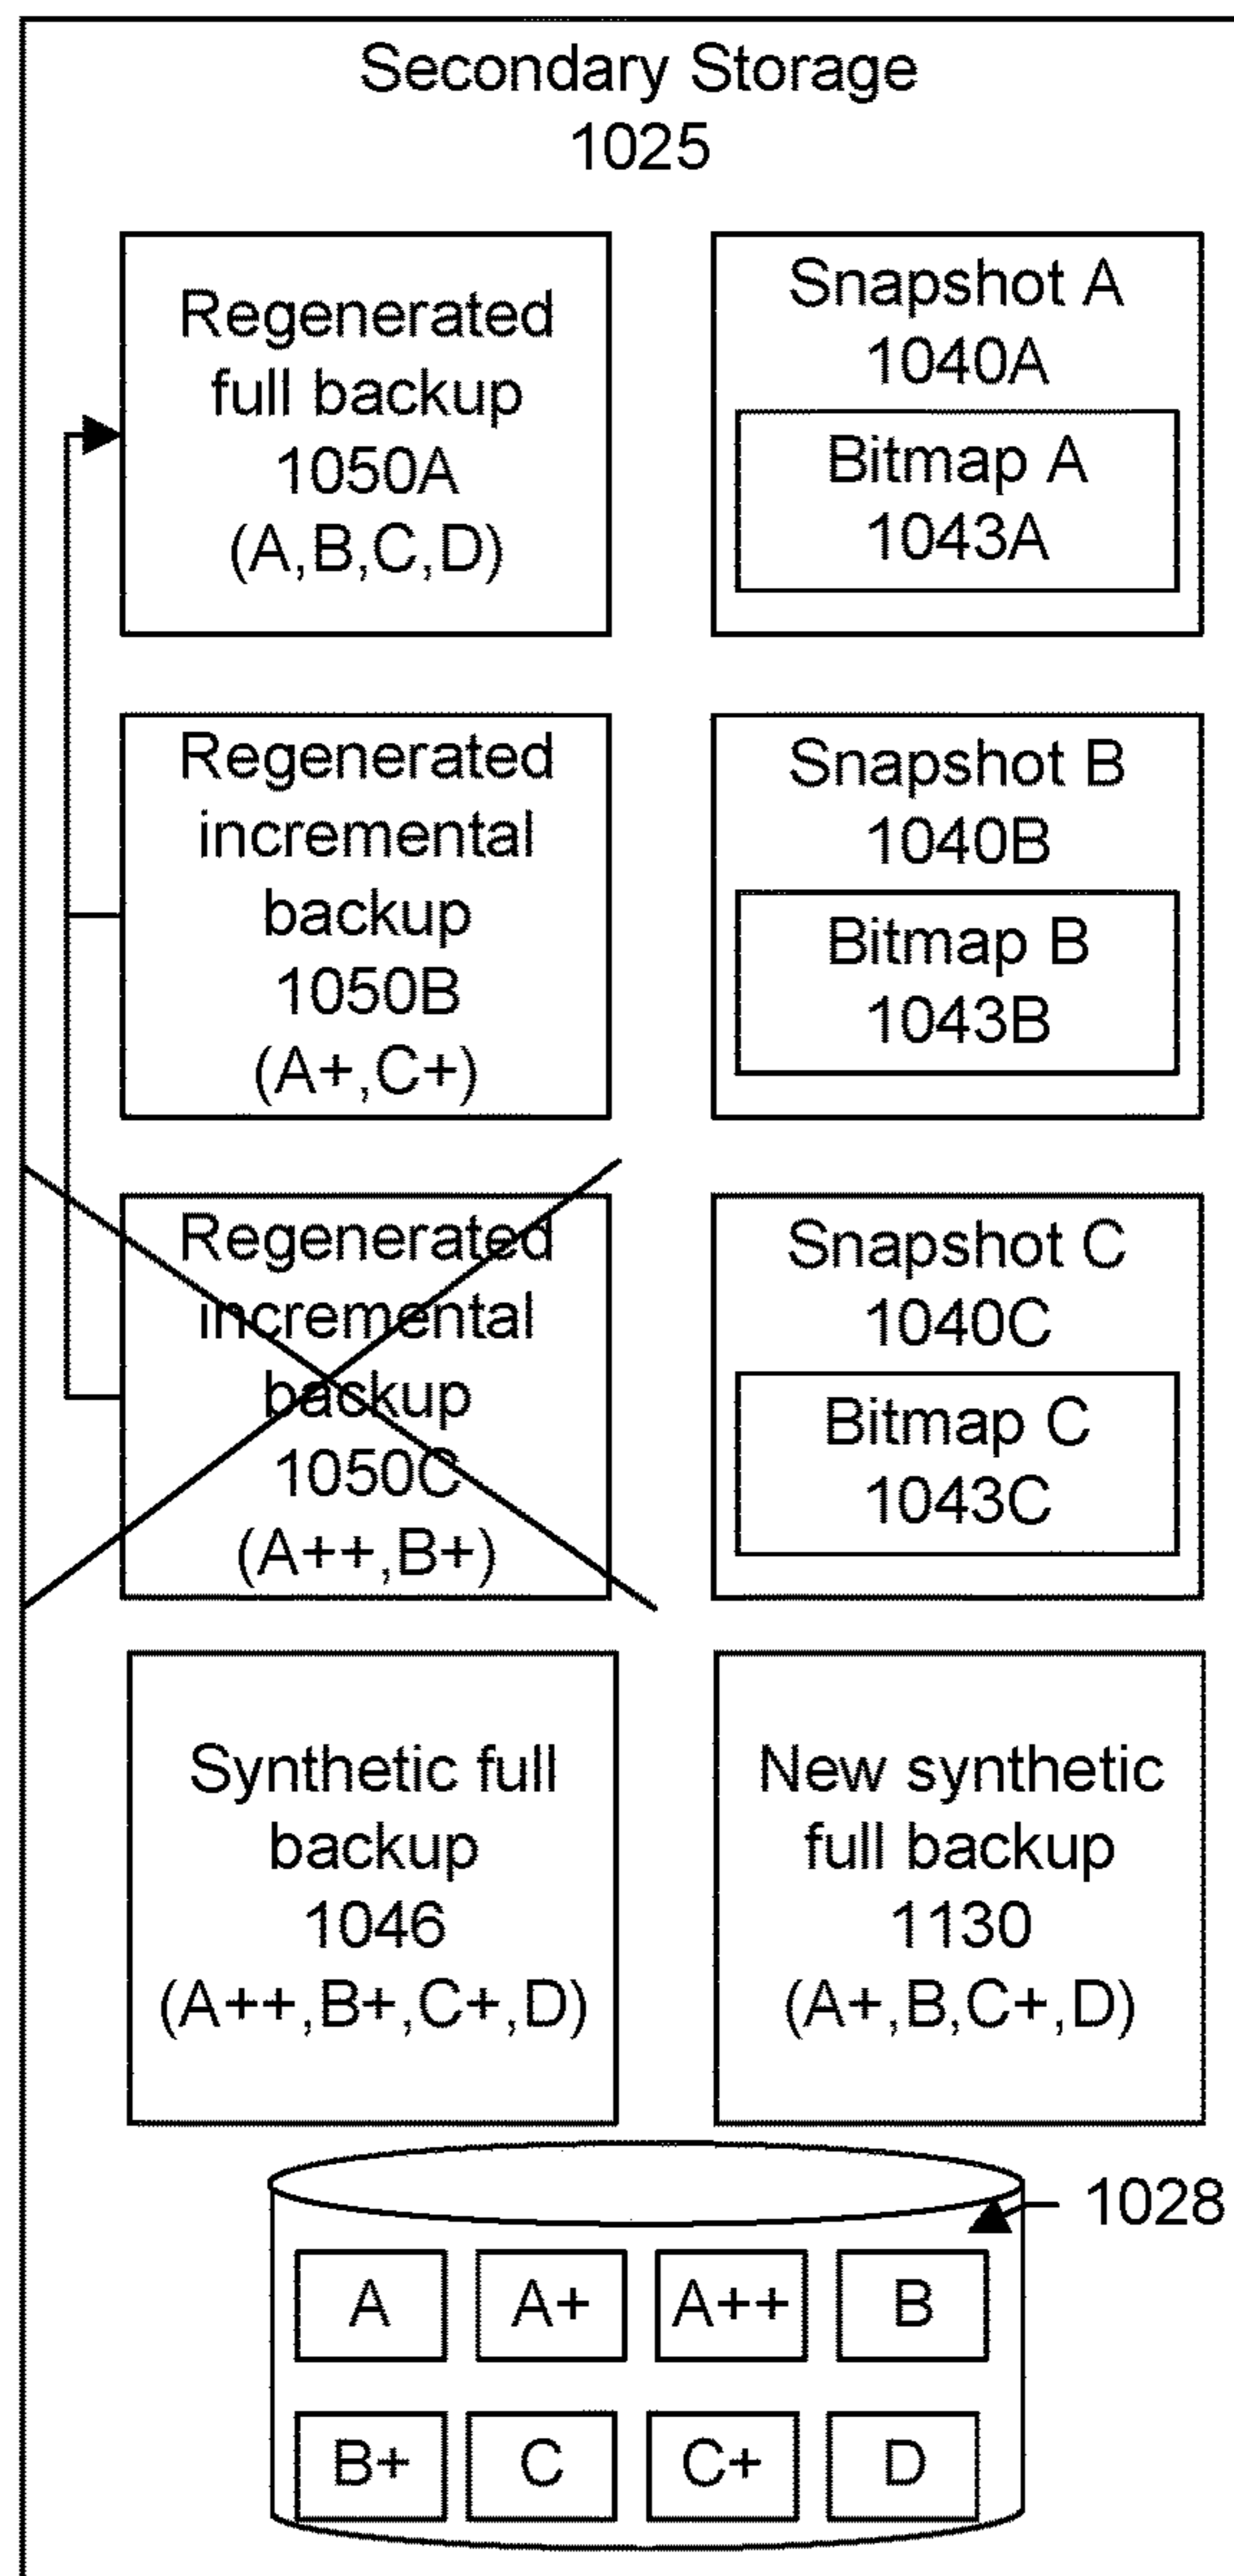 Secondary Storage
1025
Regenerated
full backup
1050A
(A,B,C,D)
Snapshot A
1040A
Bitmap A
1043A
Regenerated
incremental
backup
1050B
(A+,C+)
Snapshot B
1040B
Bitmap B
1043B
Regenerated
incremental
backup
1050C
(A++,B+)
Snapshot C
1040C
Bitmap C
1043C
Synthetic full
backup
1046
(A++,B+,C+,D)
New synthetic
full backup
1130
(A+,B,C+,D)
1028
A A+ A++ B
B+ C C+ D